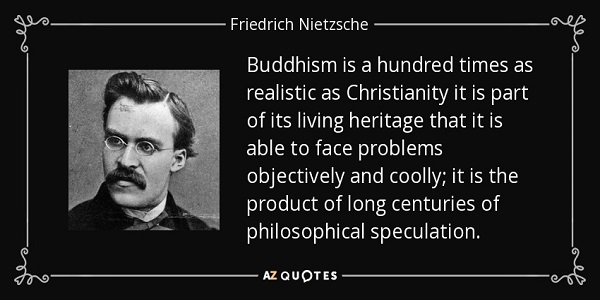 Friedrich Nietzsche
Buddhism is a hundred times as
realistic as Christianity it is part
of its living heritage that it is
able to face problems
objectively and coolly; it is the
product of long centuries of
philosophical speculation.
AZ QUOTES